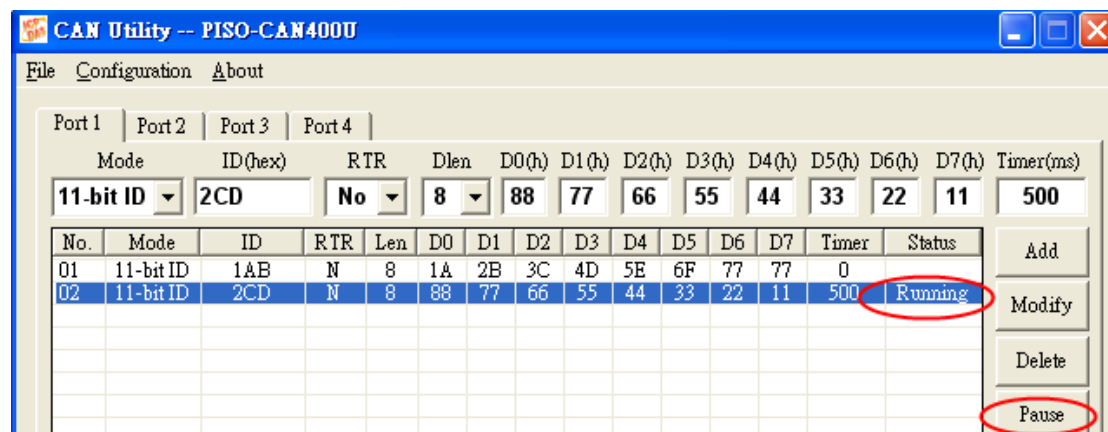 CAN Utility -- PISO-CAN400U
File Configuration About
Port 1 Port 2 Port 3 Port 4
Mode ID(hex) RTR Dlen D0(h) D1(h) D2(h) D3(h) D4(h) D5(h) D6(h) D7(h) Timer(ms)
11-bit ID 2CD No 8 88 77 66 55 44 33 22 11 500
No. Mode ID RTR Len D0 D1 D2 D3 D4 D5 D6 D7 Timer Status
01 11-bit ID 1AB N 8 1A 2B 3C 4D 5E 6F 77 77 0
02 11-bit ID 2CD N 8 88 77 66 55 44 33 22 11 500 Running
Add
Modify
Delete
Pause